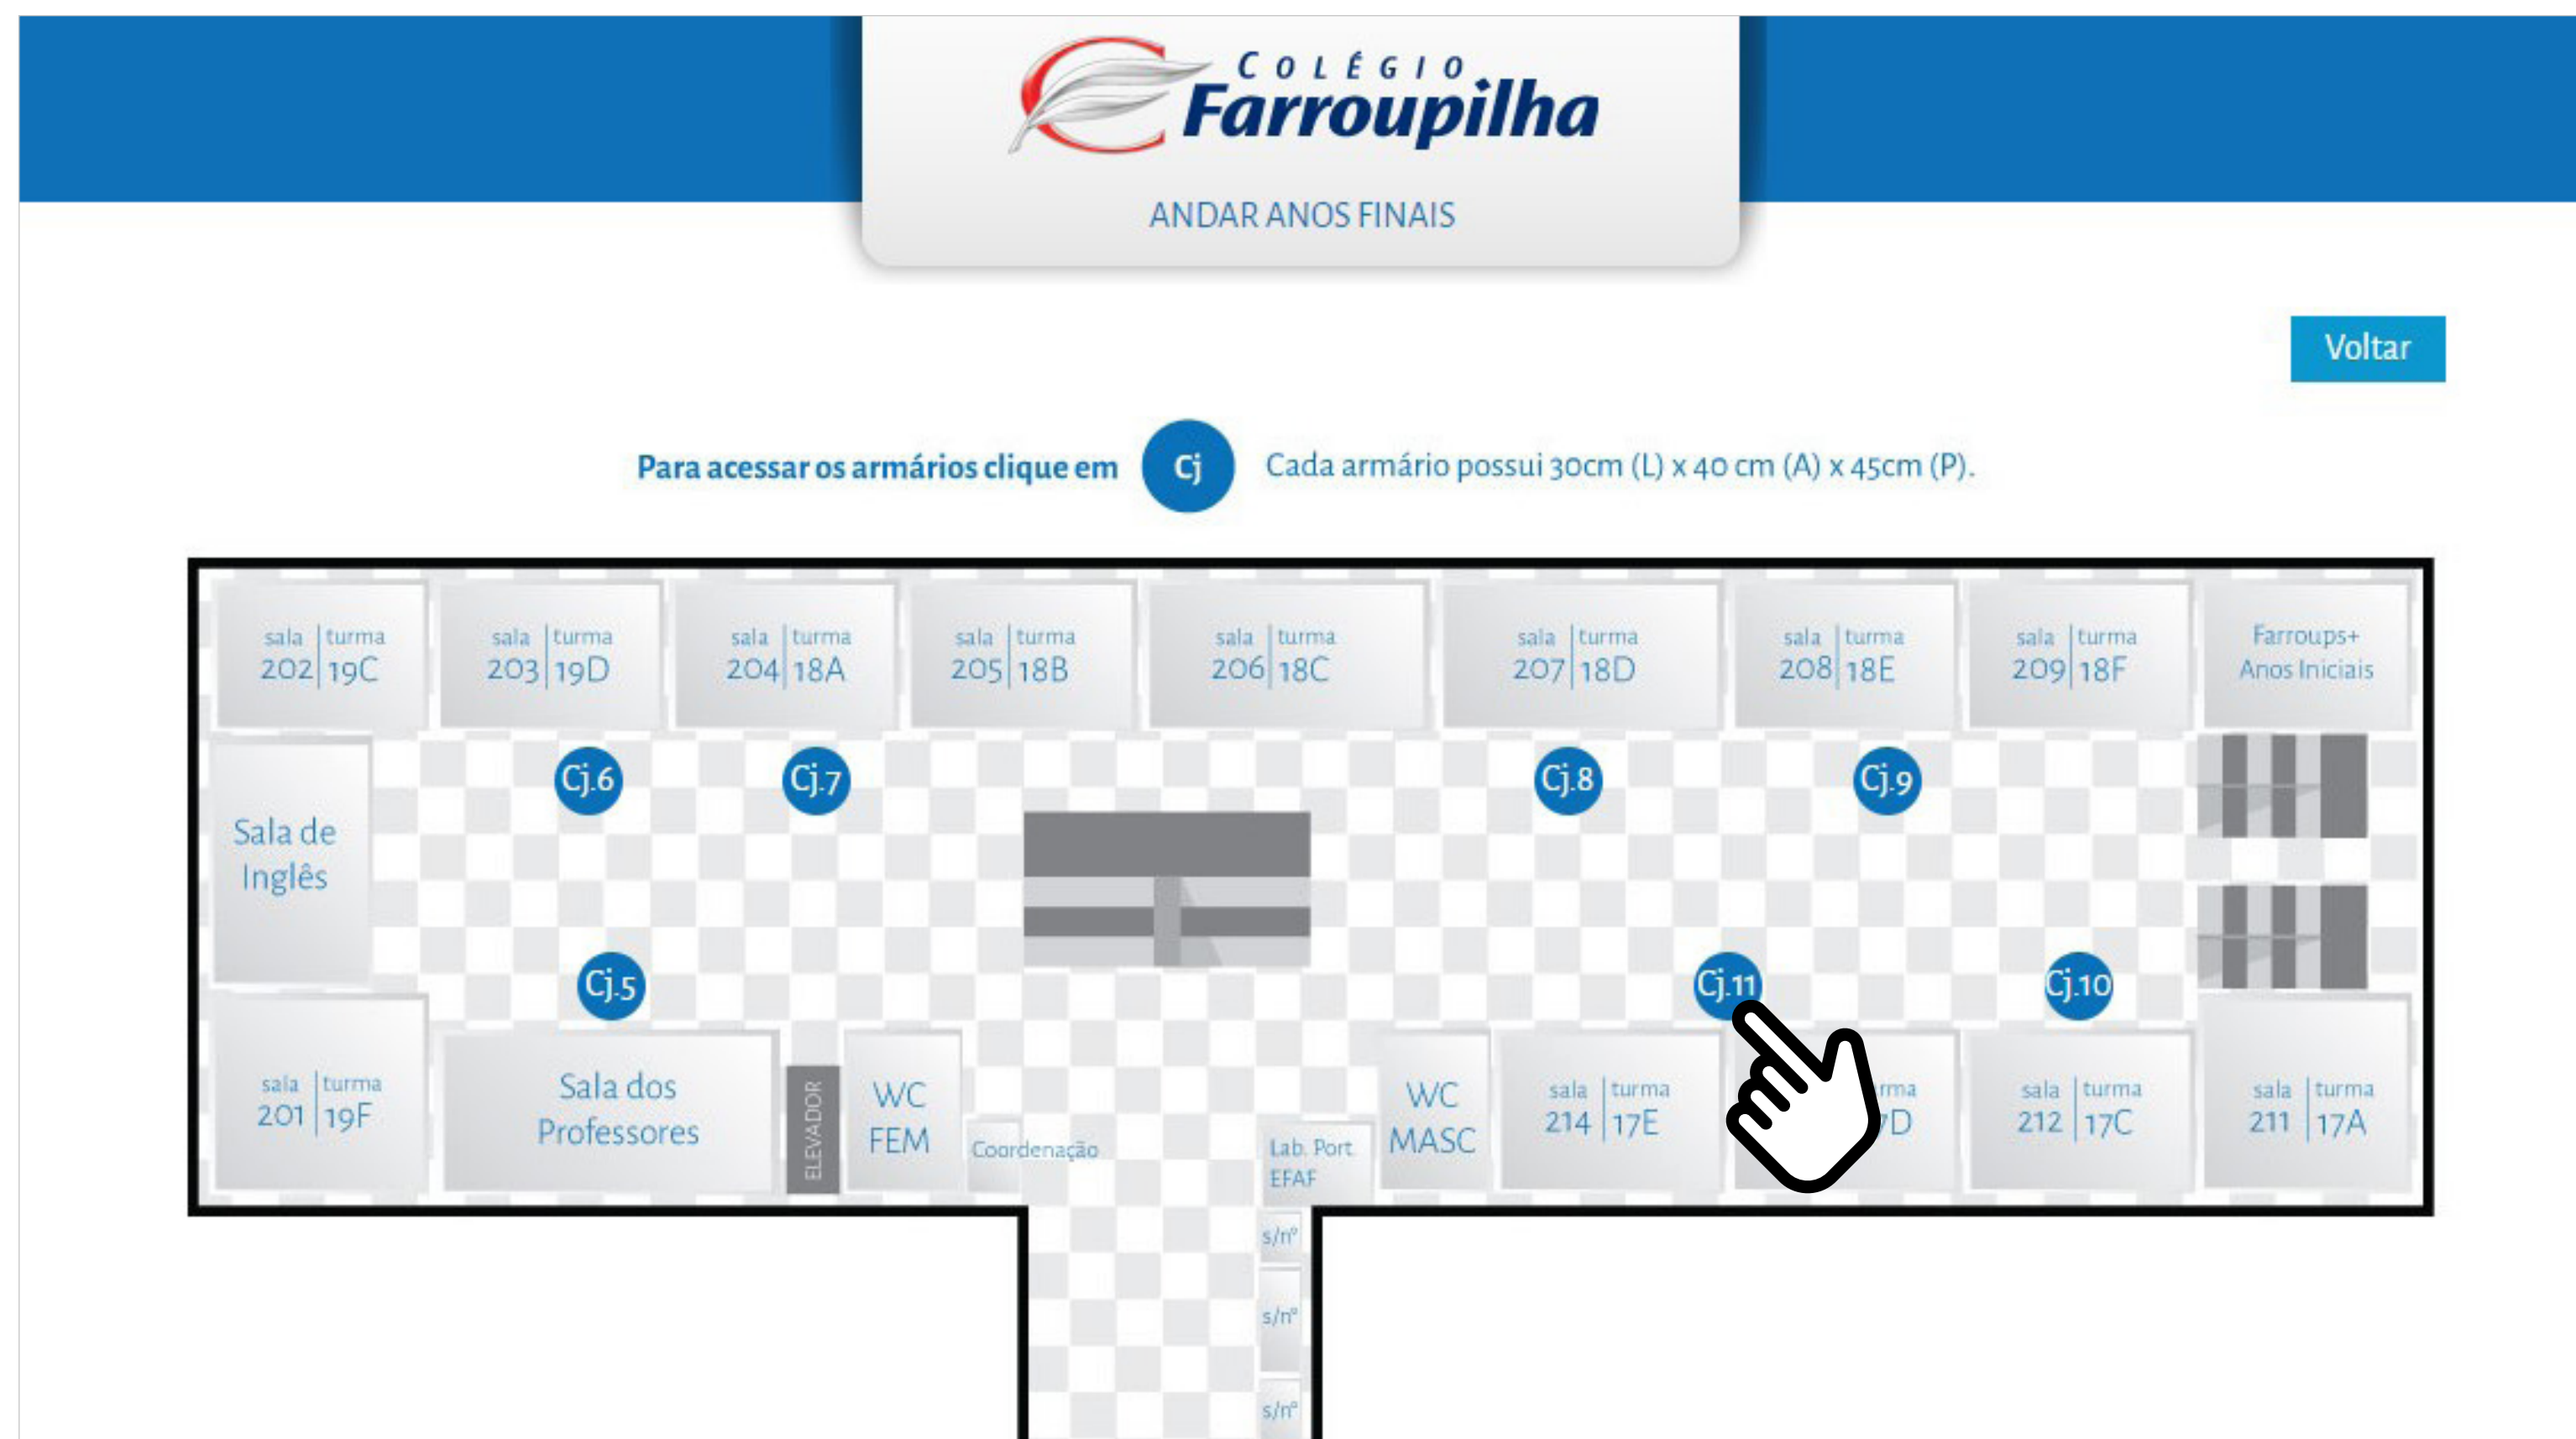 COLÉGIO
Farroupilha
ANDAR ANOS FINAIS
Voltar
Para acessar os armários clique em Cj Cada armário possui 30cm (L) x 40 cm (A) x 45cm (P).
sala turma
202 19C
sala turma
203 19D
sala turma
204 18A
sala turma
205 18B
sala turma
206 18C
sala turma
207 18D
sala turma
208 18E
sala turma
209 18F
Farroups+
Anos Iniciais
Cj.6
Cj.7
Cj.8
Cj.9
Sala de
Inglês
Cj.5
Cj.11
Cj.10
sala turma
201 19F
Sala dos
Professores
ELEVADOR
WC
FEM
Coordenação
Lab. Port.
EFAF
WC
MASC
sala turma
214 17E
sala turma
212 17C
sala turma
211 17A
s/nº
s/nº
s/nº